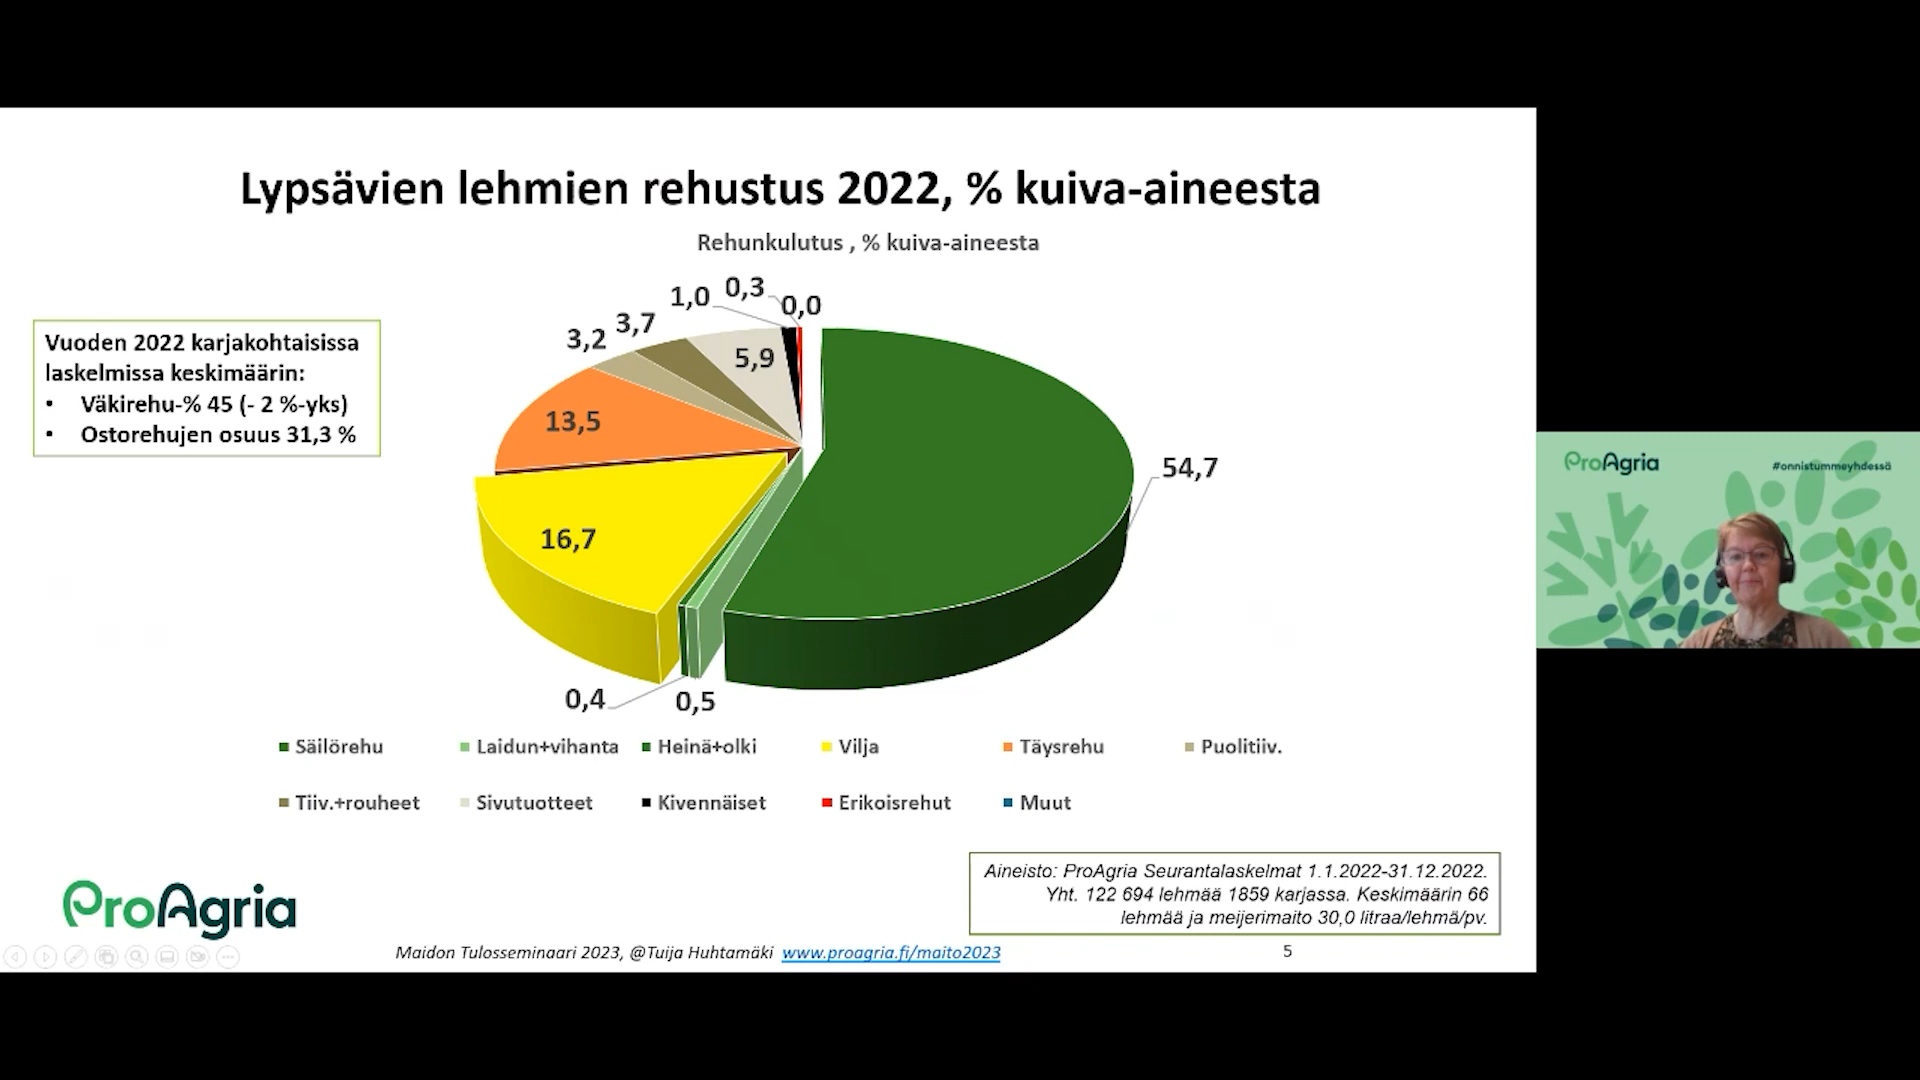 Lypsävien lehmien rehustus 2022, % kuiva-aineesta
Rehunkulutus , % kuiva-aineesta
Vuoden 2022 karjakohtaisissa
laskelmissa keskimäärin:
• Väkirehu-% 45 (- 2 %-yks)
• Ostorehujen osuus 31,3 %
3,2
3,7
1,0
0,3
0,0
5,9
13,5
54,7
16,7
0,4
0,5
Säilörehu
Laidun+vihanta
Heinä+olki
Vilja
Täysrehu
Puolitiiv.
Tiiv.+rouheet
Sivutuotteet
Kivennäiset
Erikoisrehut
Muut
Aineisto: ProAgria Seurantalaskelmat 1.1.2022-31.12.2022.
Yht. 122 694 lehmää 1859 karjassa. Keskimäärin 66
lehmää ja meijerimaito 30,0 litraa/lehmä/pv.
ProAgria
Maidon Tulosseminaari 2023, @Tuija Huhtamäki www.proagria.fi/maito2023
5
ProAgria
#onnistummeyhdessä